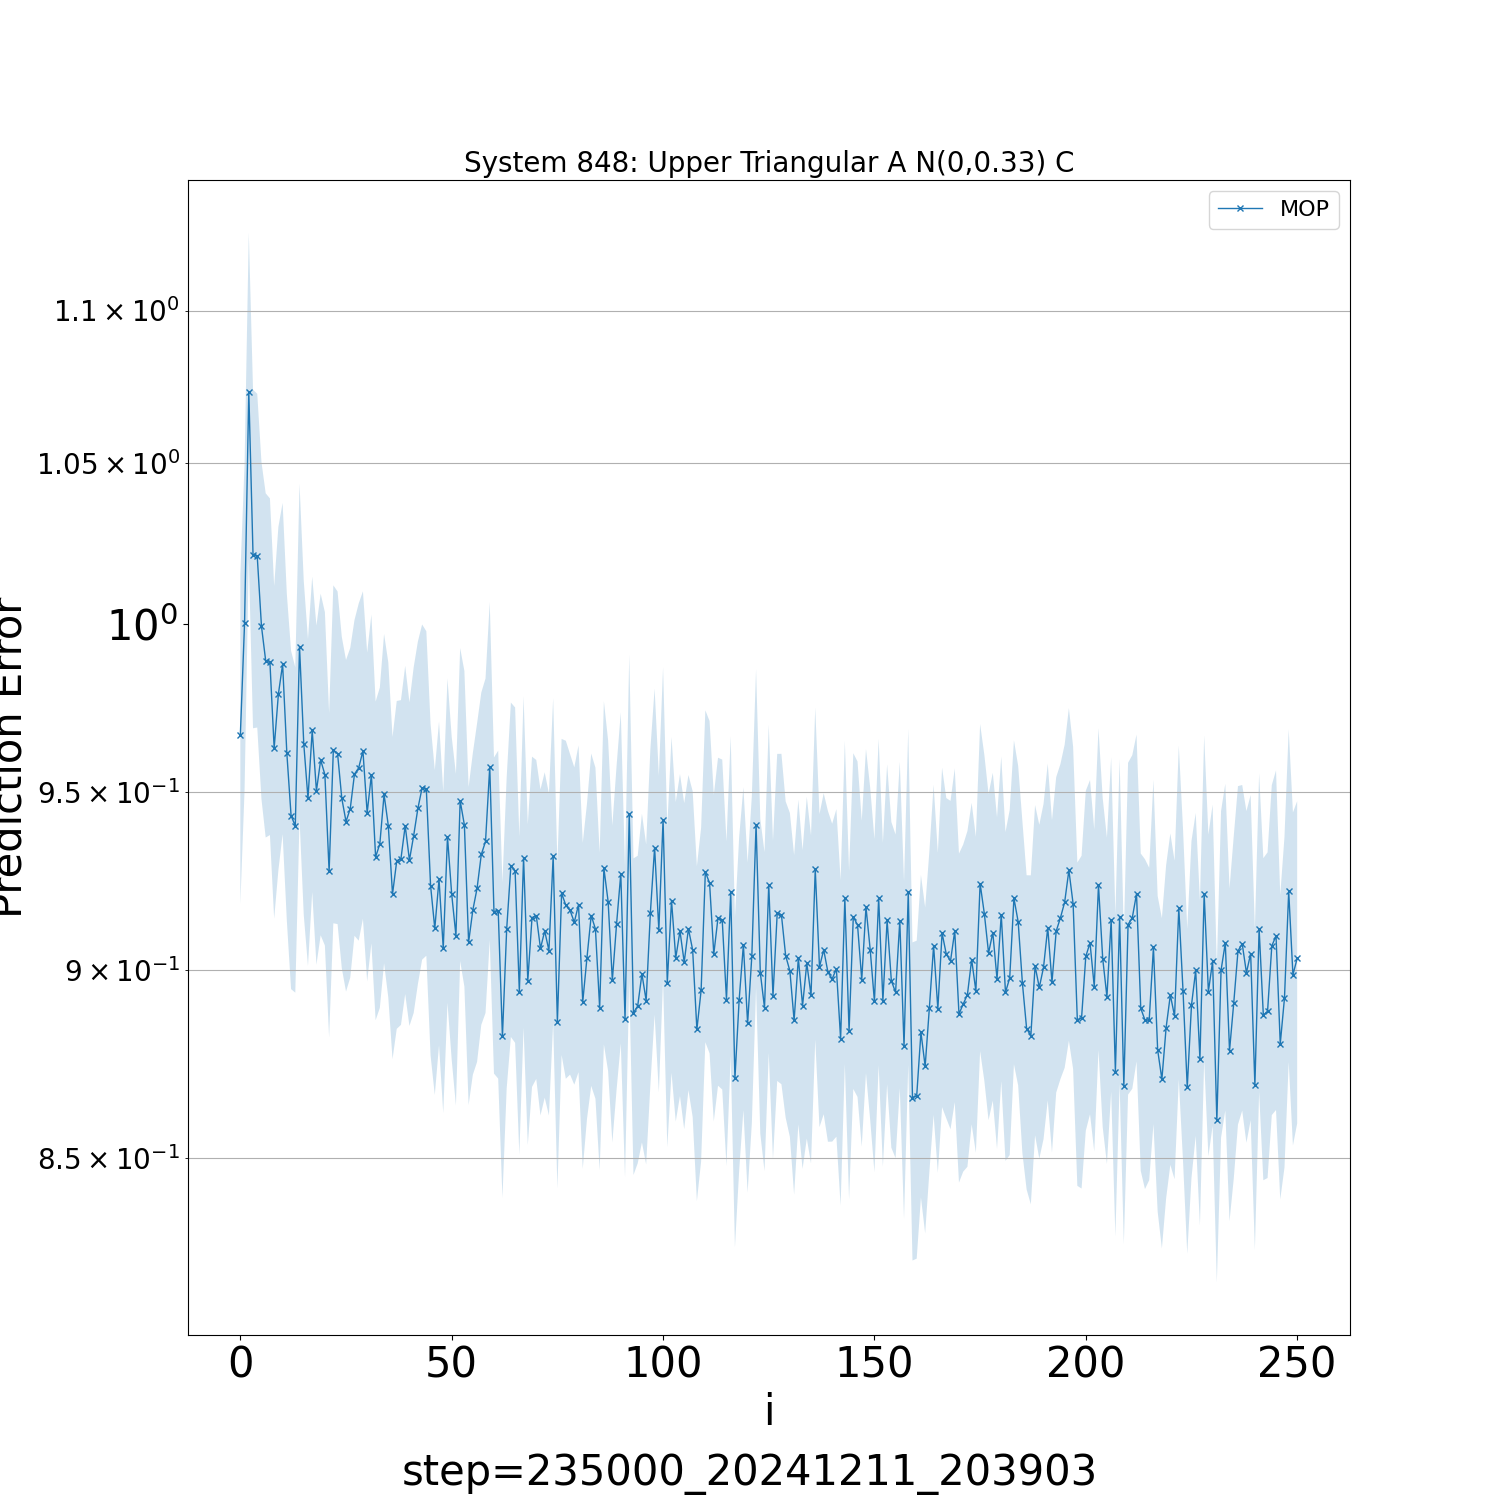 System 848: Upper Triangular A N(0,0.33) C
MOP
1.1 × 10⁰
1.05 × 10⁰
10⁰
9.5 × 10⁻¹
9 × 10⁻¹
8.5 × 10⁻¹
Prediction Error
0 50 100 150 200 250
i
step=235000_20241211_203903